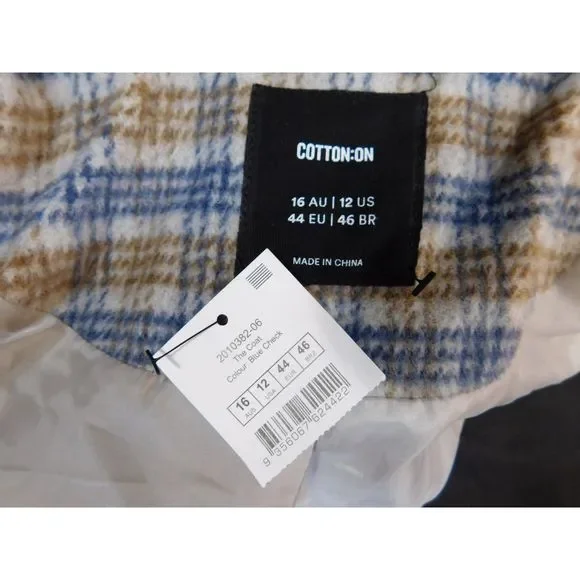 COTTON:ON
16 AU | 12 US
44 EU | 46 BR
MADE IN CHINA
2010382-06
The Coat
Colour: Blue Check
16 12 44 46
AUS USA EUR BRZ
9 356067 624422